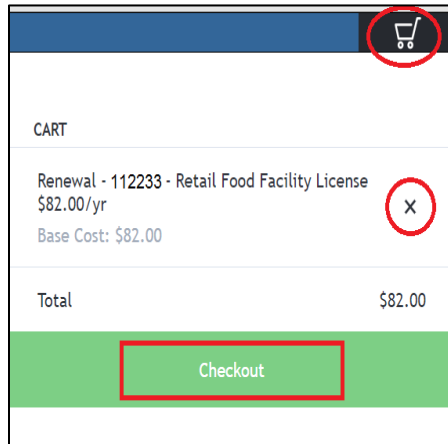 CART
Renewal - 112233 - Retail Food Facility License
$82.00/yr
Base Cost: $82.00
Total $82.00
Checkout